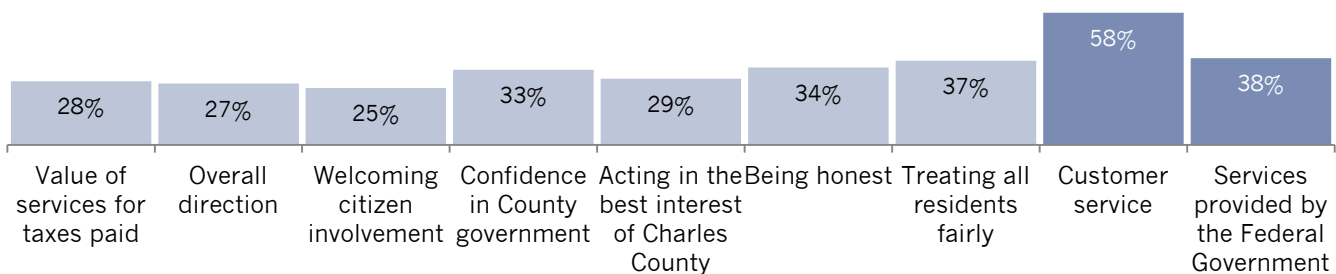 28%
27%
25%
33%
29%
34%
37%
58%
38%
Value of
services for
taxes paid
Overall
direction
Welcoming
citizen
involvement
Confidence
in County
government
Acting in the
best interest
of Charles
County
Being honest
Treating all
residents
fairly
Customer
service
Services
provided by
the Federal
Government